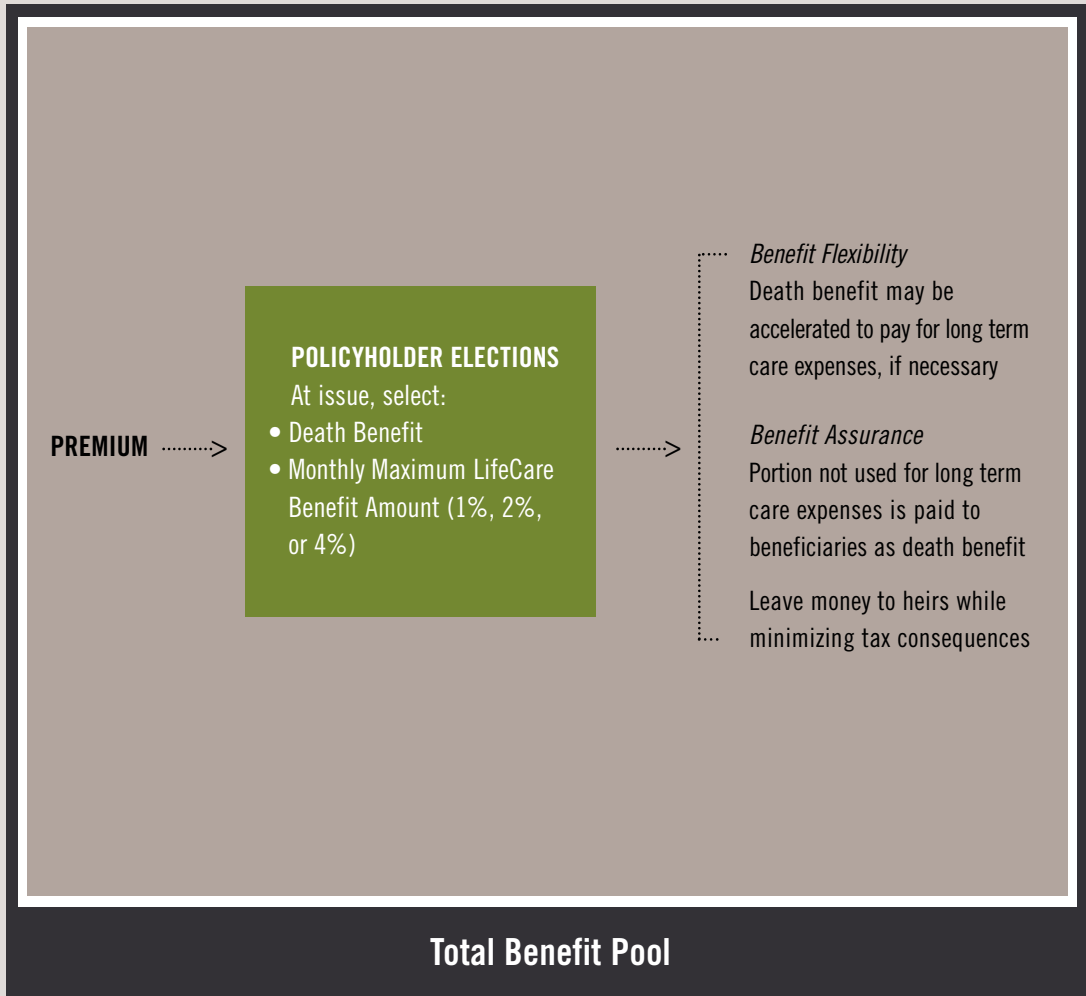 PREMIUM
POLICYHOLDER ELECTIONS
At issue, select:
• Death Benefit
• Monthly Maximum LifeCare
Benefit Amount (1%, 2%,
or 4%)
Benefit Flexibility
Death benefit may be
accelerated to pay for long term
care expenses, if necessary
Benefit Assurance
Portion not used for long term
care expenses is paid to
beneficiaries as death benefit
Leave money to heirs while
minimizing tax consequences
Total Benefit Pool